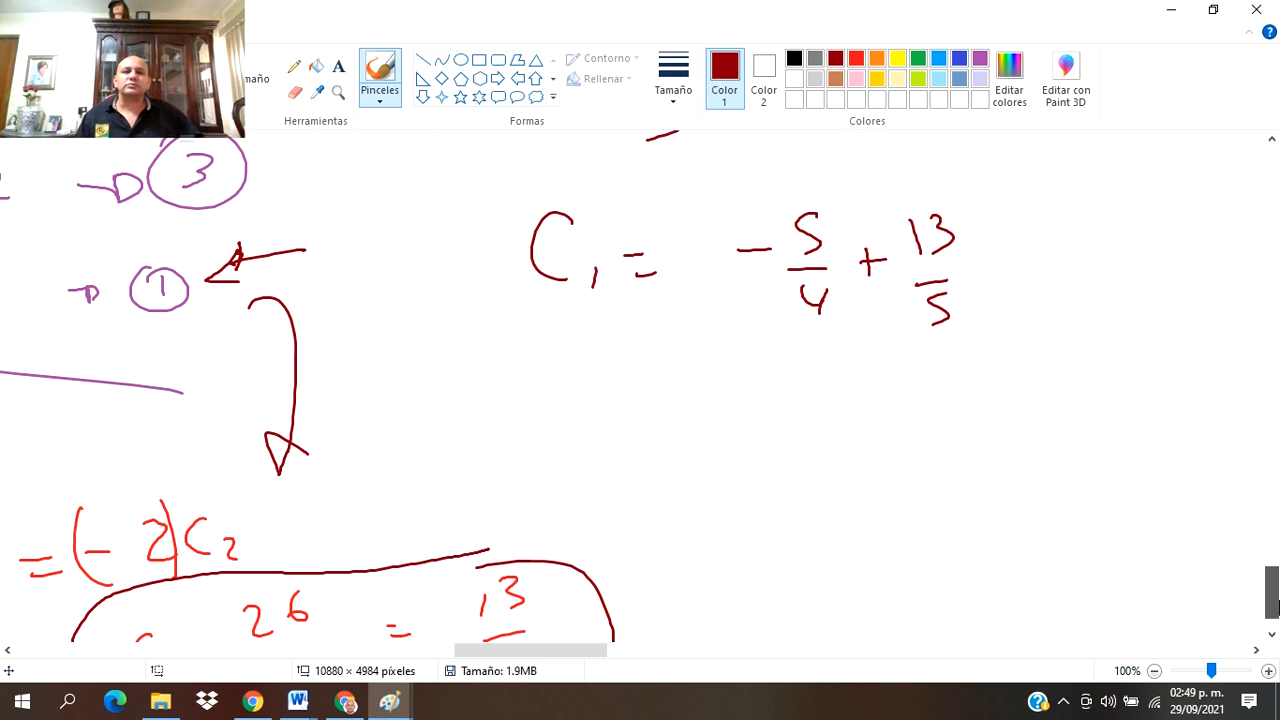 maño
Pinceles
Tamaño
Contorno
Rellenar
Color 1
Color 2
Editar colores
Editar con Paint 3D
Herramientas
Formas
Colores
→ 3
→ 1
C₁ = - 5/4 + 13/5
= (- 2)C₂
26 = 13
10880 × 4984 píxeles
Tamaño: 1.9MB
100%
02:49 p. m.
29/09/2021